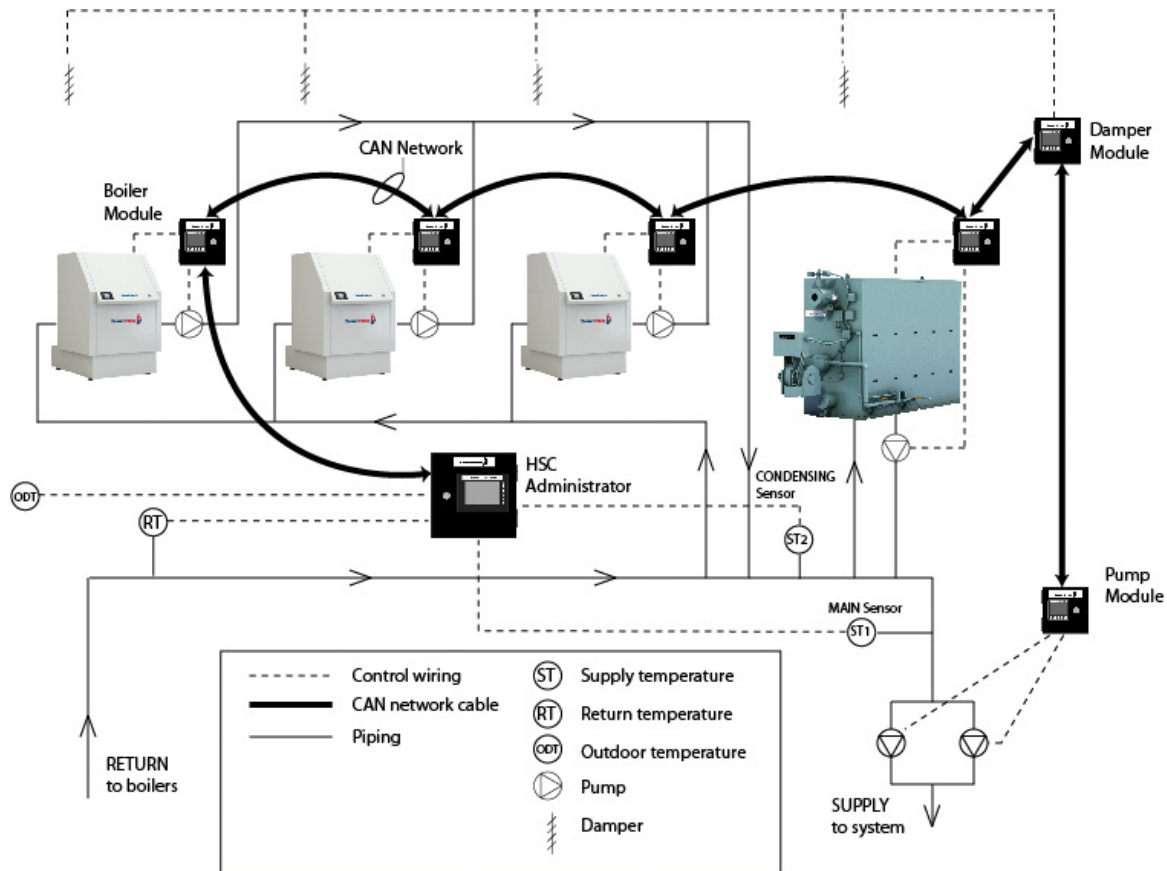 Damper
Module
CAN Network
Boiler
Module
HSC
Administrator
CONDENSING
Sensor
ODT
RT
ST2
Pump
Module
MAIN Sensor
ST1
Control wiring
CAN network cable
Piping
ST
Supply temperature
RT
Return temperature
ODT
Outdoor temperature
Pump
Damper
RETURN
to boilers
SUPPLY
to system